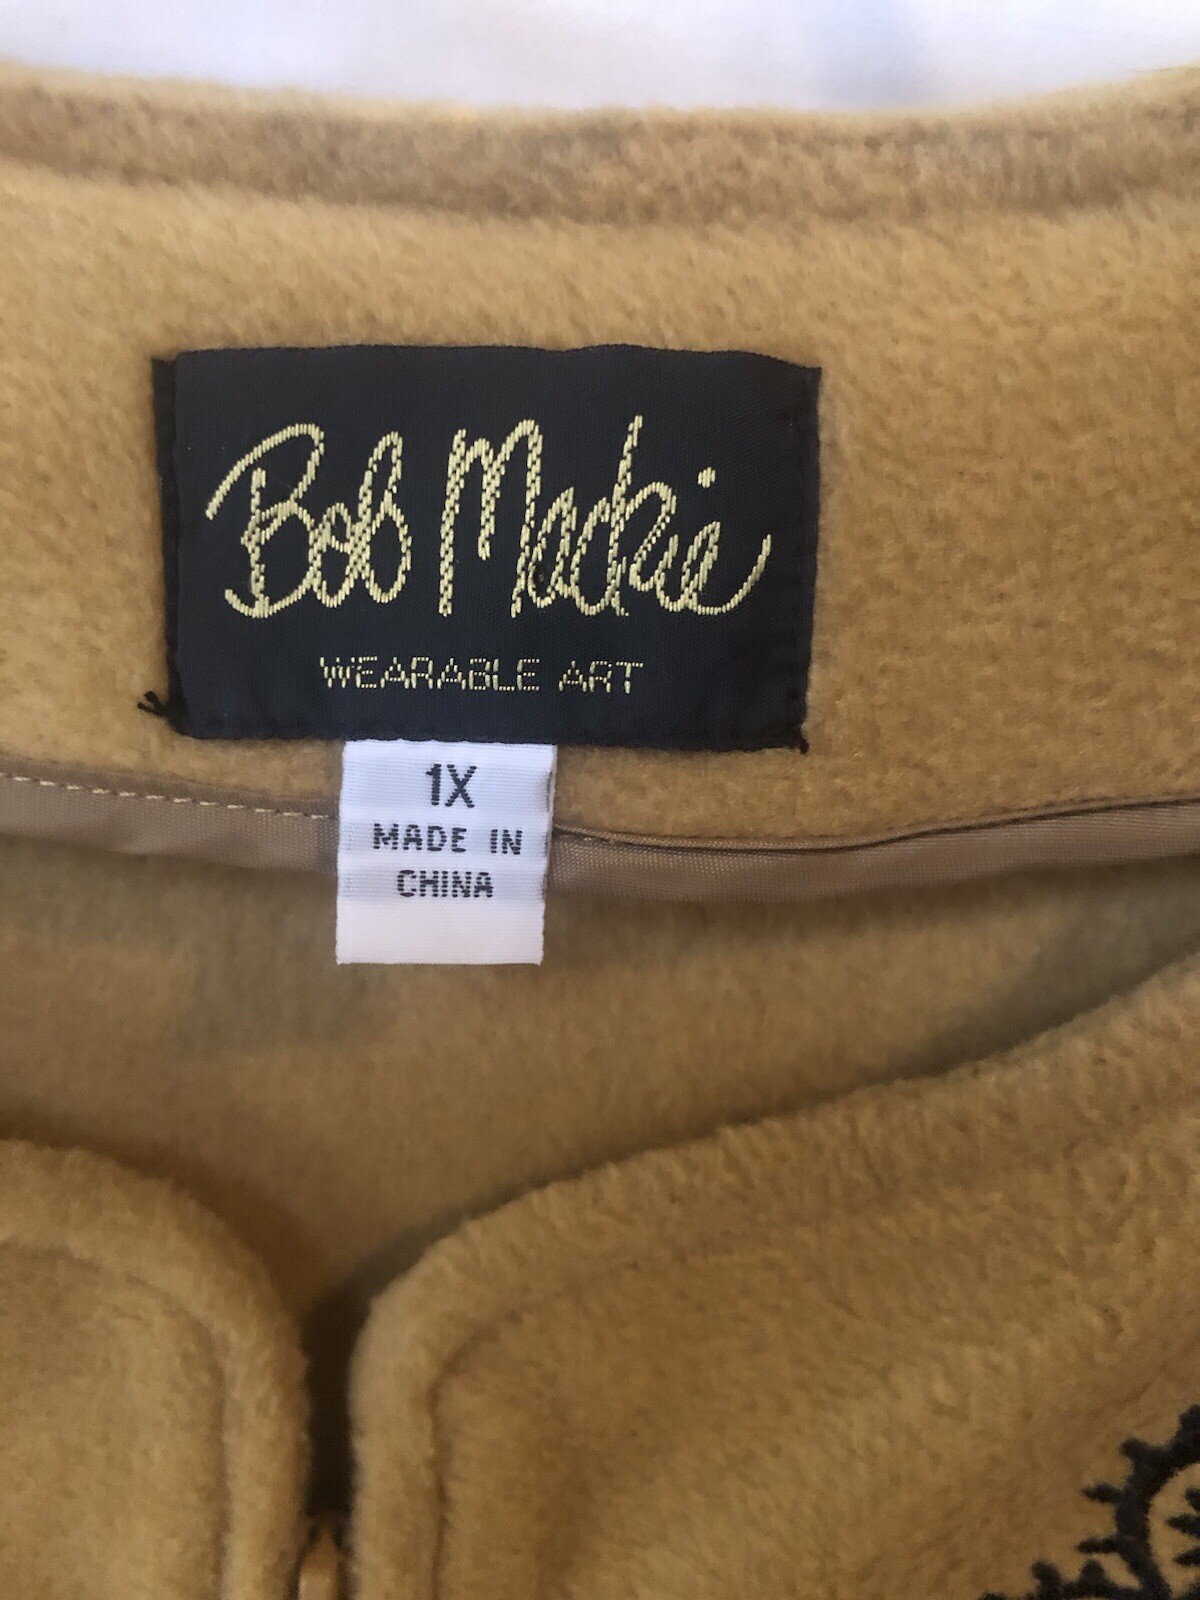 Bob Mackie
WEARABLE ART
1X
MADE IN
CHINA